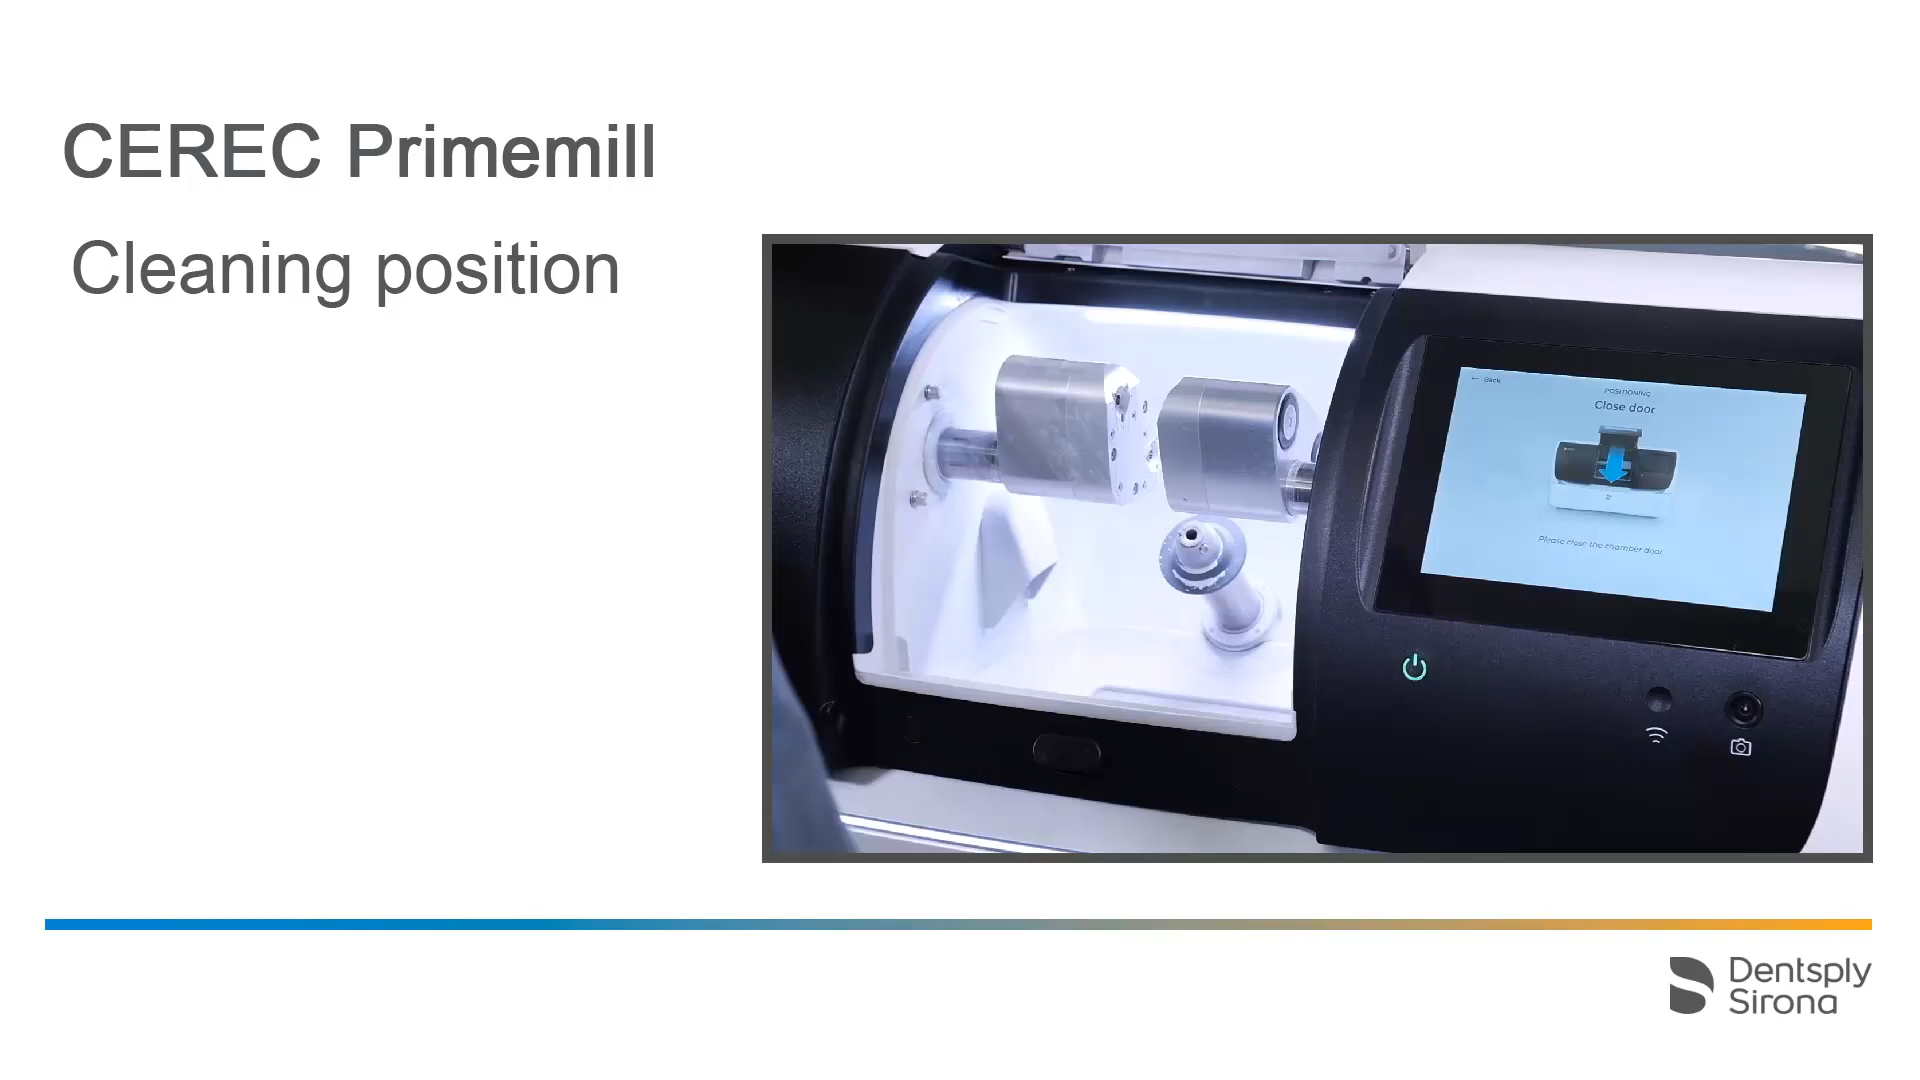 CEREC Primemill
Cleaning position
← Back
POSITIONING
Close door
Please close the chamber door
Dentsply
Sirona